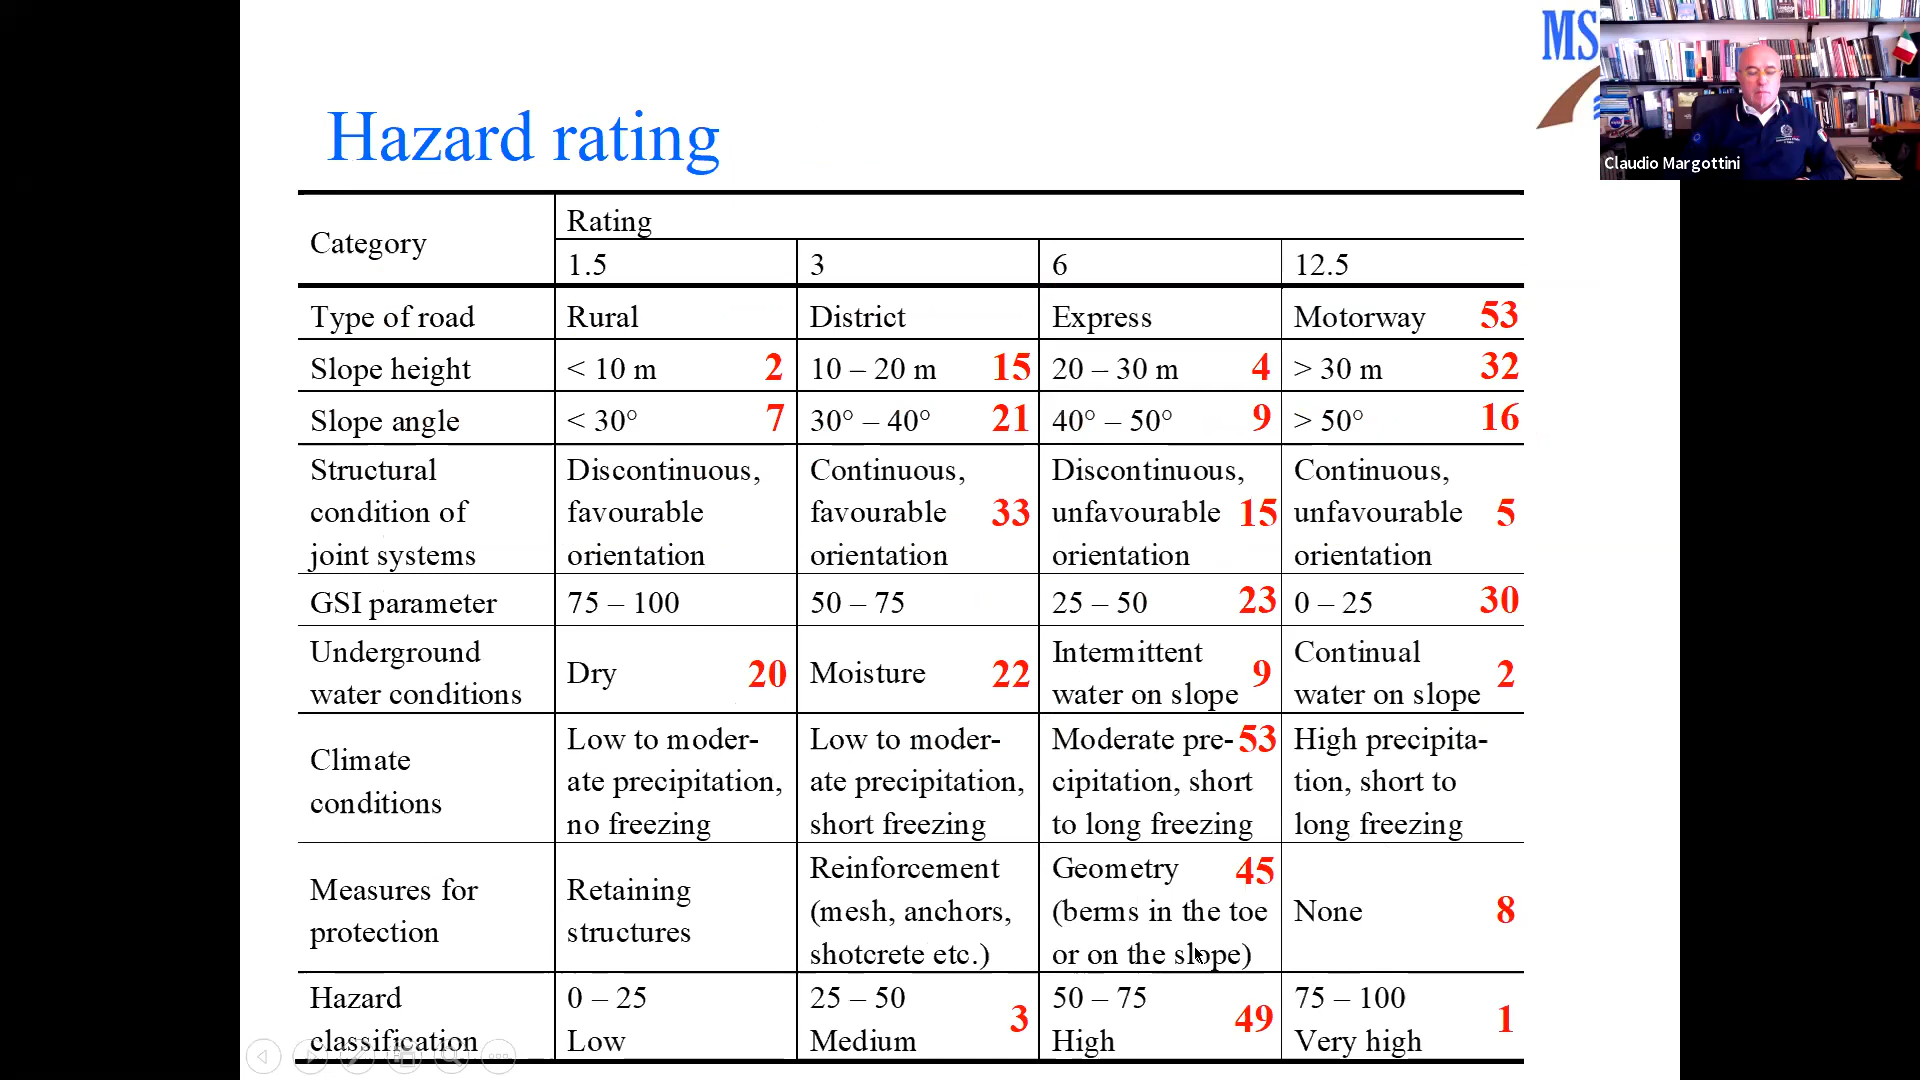 MS
Claudio Margottini
Hazard rating
Category
Rating
1.5 3 6 12.5
Type of road Rural District Express Motorway 53
Slope height < 10 m 2 10 – 20 m 15 20 – 30 m 4 > 30 m 32
Slope angle < 30° 7 30° – 40° 21 40° – 50° 9 > 50° 16
Structural Discontinuous, Continuous, Discontinuous, Continuous,
condition of favourable favourable 33 unfavourable 15 unfavourable 5
joint systems orientation orientation orientation orientation
GSI parameter 75 – 100 50 – 75 25 – 50 23 0 – 25 30
Underground Intermittent Continual
Dry 20 Moisture 22 9 2
water conditions water on slope water on slope
Low to moder- Low to moder- Moderate pre- 53 High precipita-
Climate ate precipitation, ate precipitation, cipitation, short tion, short to
conditions no freezing short freezing to long freezing long freezing
Reinforcement Geometry 45
Measures for Retaining (mesh, anchors, (berms in the toe None 8
protection structures shotcrete etc.) or on the slope)
Hazard 0 – 25 25 – 50 50 – 75 75 – 100
3 49 1
classification Low Medium High Very high